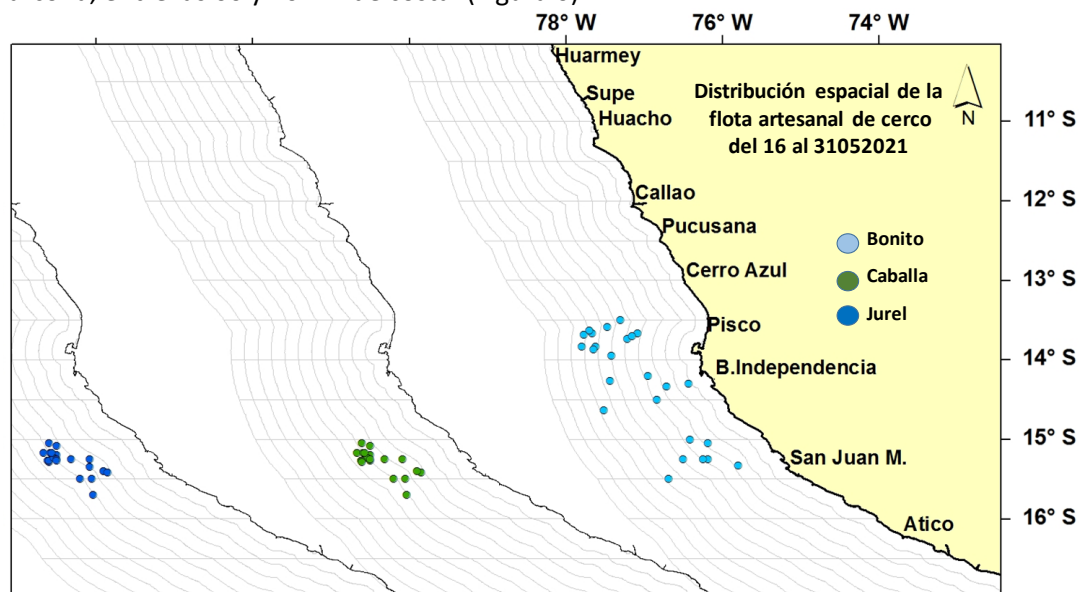 78° W 76° W 74° W
Huarmey
Supe
Huacho
Distribución espacial de la
flota artesanal de cerco
del 16 al 31052021
N
11° S
Callao
12° S
Pucusana
Bonito
Cerro Azul
Caballa
13° S
Jurel
Pisco
14° S
B.Independencia
15° S
San Juan M.
Atico
16° S